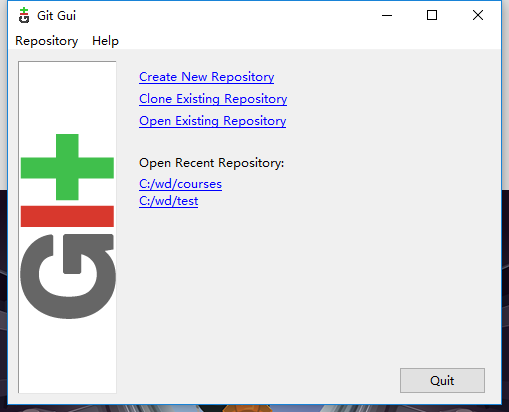 Git Gui
Repository Help
Create New Repository
Clone Existing Repository
Open Existing Repository
Open Recent Repository:
C:/wd/courses
C:/wd/test
Git
Quit